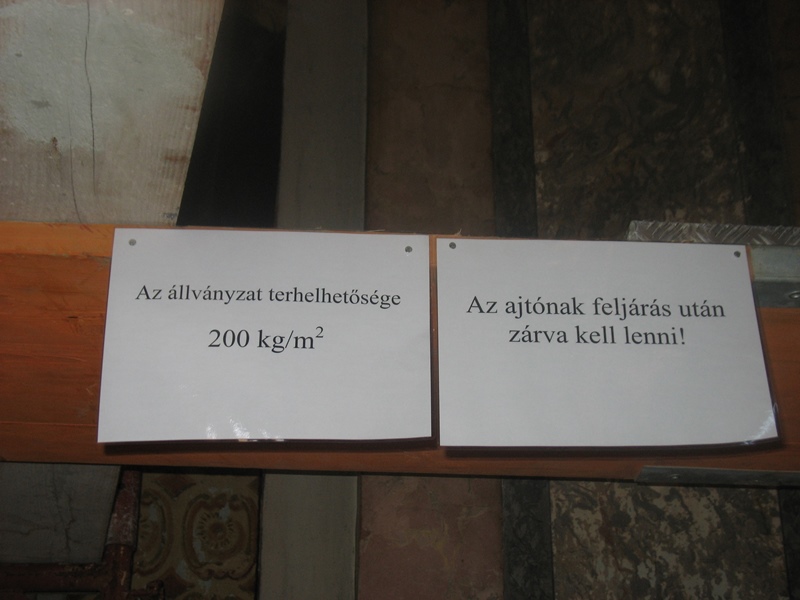 Az állványzat terhelhetősége
200 kg/m²
Az ajtónak feljárás után
zárva kell lenni!